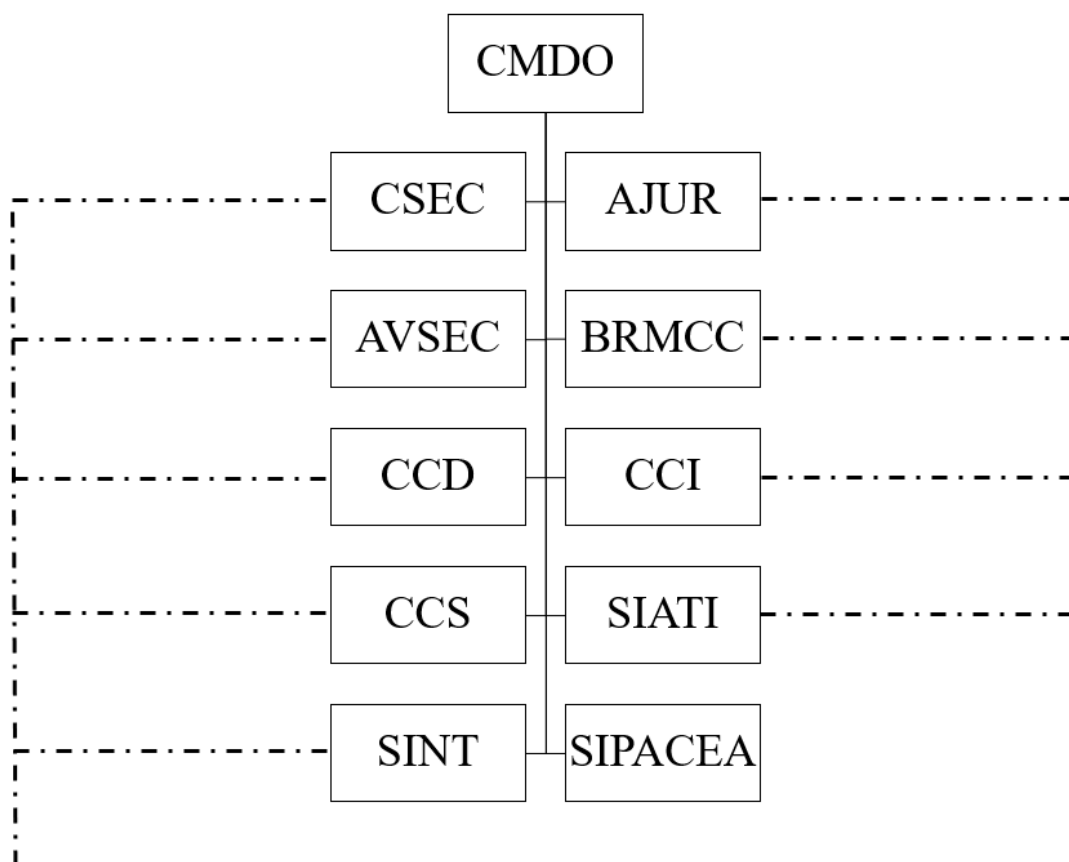 CMDO
CSEC
AJUR
AVSEC
BRMCC
CCD
CCI
CCS
SIATI
SINT
SIPACEA